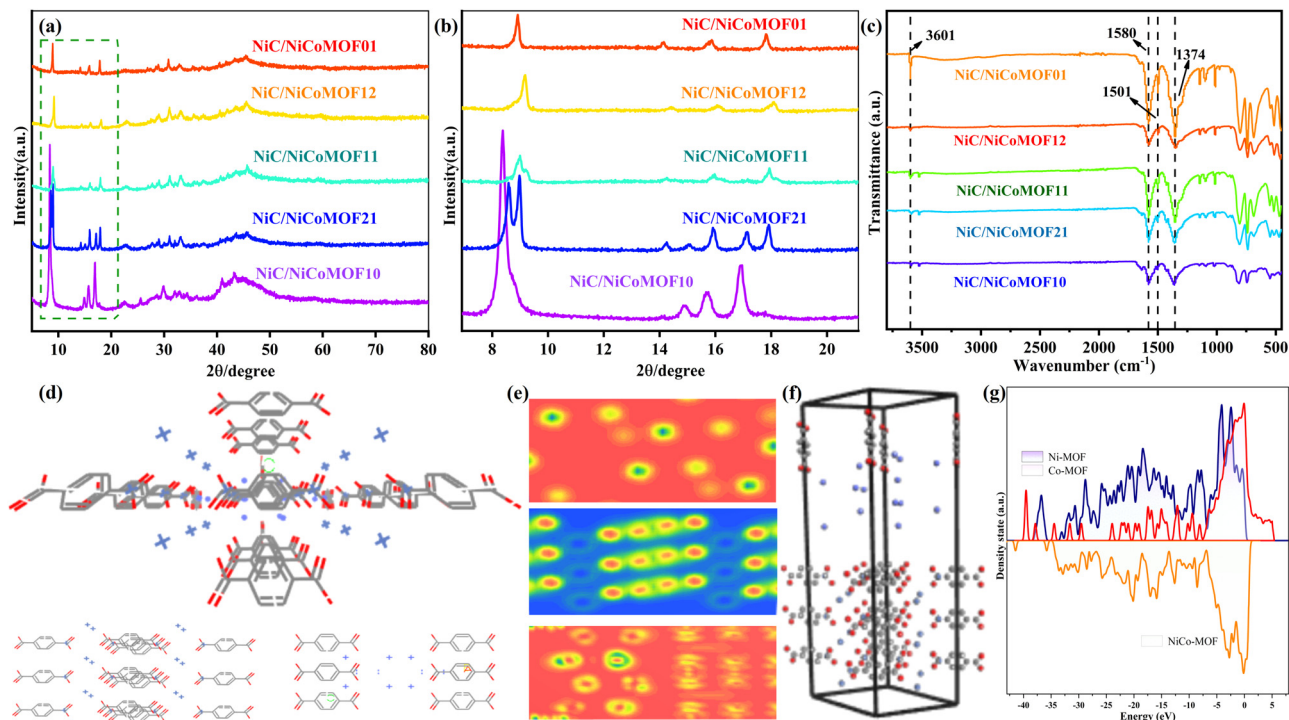 (a)
NiC/NiCoMOF01
NiC/NiCoMOF12
NiC/NiCoMOF11
NiC/NiCoMOF21
NiC/NiCoMOF10
Intensity(a.u.)
10 20 30 40 50 60 70 80
2θ/degree
(b)
NiC/NiCoMOF01
NiC/NiCoMOF12
NiC/NiCoMOF11
NiC/NiCoMOF21
NiC/NiCoMOF10
Intensity(a.u.)
8 10 12 14 16 18 20
2θ/degree
(c)
3601
1580
1374
1501
NiC/NiCoMOF01
NiC/NiCoMOF12
NiC/NiCoMOF11
NiC/NiCoMOF21
NiC/NiCoMOF10
Transmittance (a.u.)
3500 3000 2500 2000 1500 1000 500
Wavenumber (cm⁻¹)
(d)
(e)
(f)
(g)
Ni-MOF
Co-MOF
NiCo-MOF
Density state (a.u.)
-40 -35 -30 -25 -20 -15 -10 -5 0 5
Energy (eV)